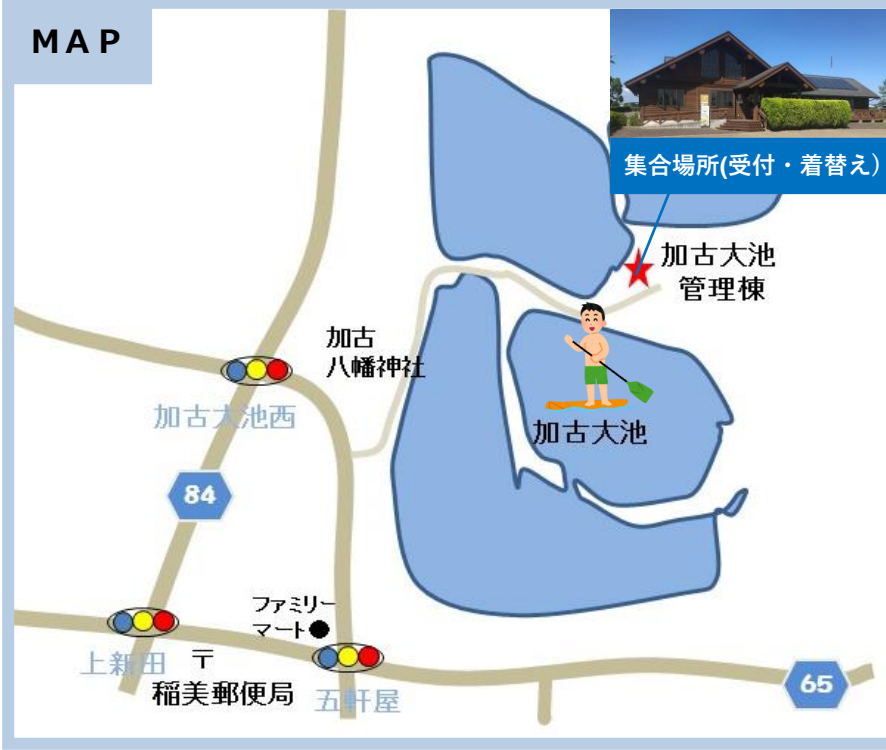 MAP
集合場所(受付・着替え）
加古大池
管理棟
加古
八幡神社
加古大池西
加古大池
84
ファミリー
マート●
上新田
〒
稲美郵便局
五軒屋
65